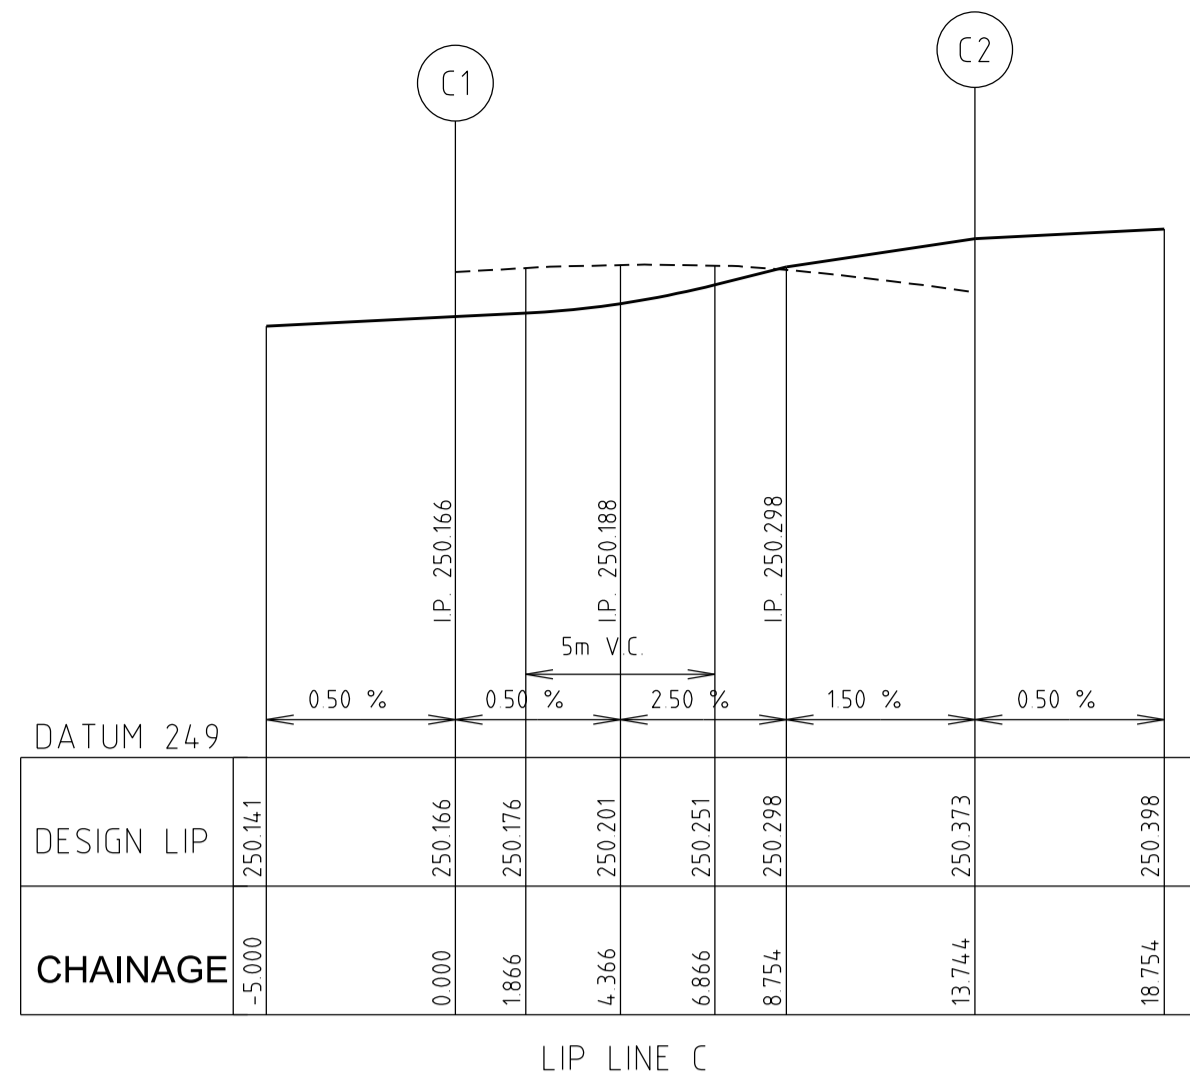 C1
C2
I.P. 250.166
I.P. 250.188
I.P. 250.298
5m V.C.
0.50 %
0.50 %
2.50 %
1.50 %
0.50 %
DATUM 249
DESIGN LIP
250.141
250.166
250.176
250.201
250.251
250.298
250.373
250.398
CHAINAGE
-5.000
0.000
1.866
4.366
6.866
8.754
13.744
18.754
LIP LINE C